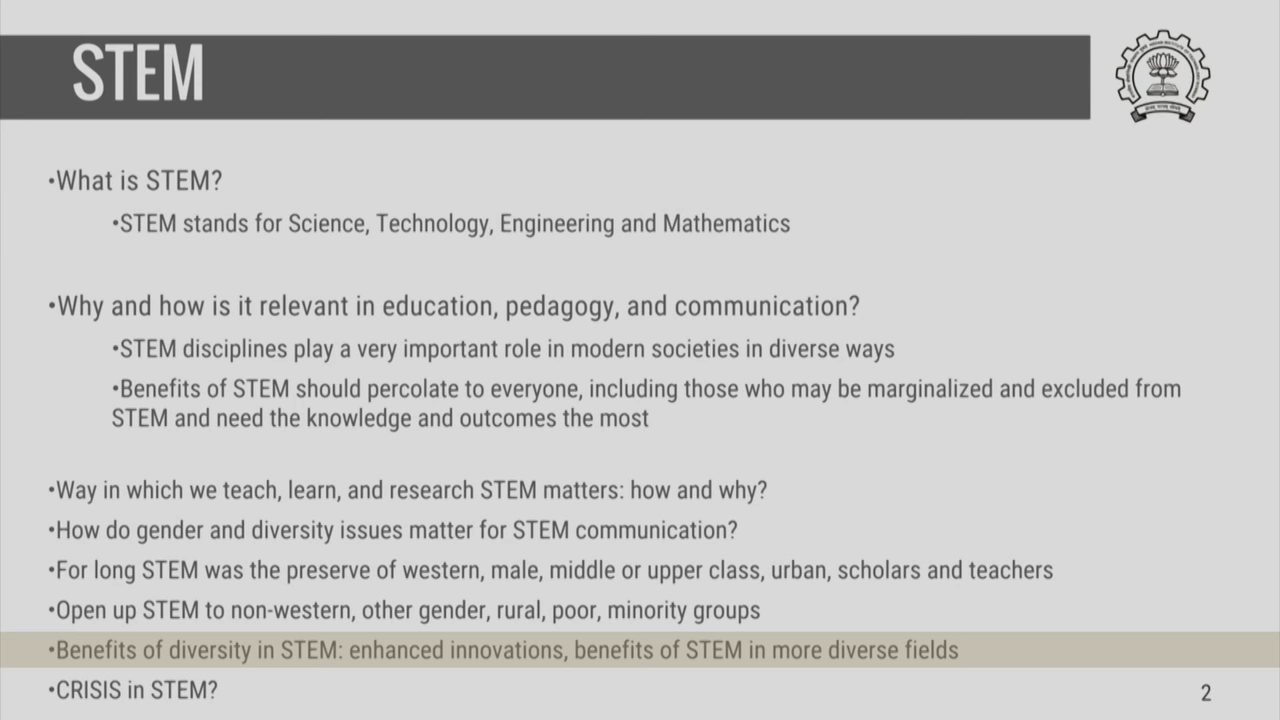 STEM
•What is STEM?
•STEM stands for Science, Technology, Engineering and Mathematics
•Why and how is it relevant in education, pedagogy, and communication?
•STEM disciplines play a very important role in modern societies in diverse ways
•Benefits of STEM should percolate to everyone, including those who may be marginalized and excluded from
STEM and need the knowledge and outcomes the most
•Way in which we teach, learn, and research STEM matters: how and why?
•How do gender and diversity issues matter for STEM communication?
•For long STEM was the preserve of western, male, middle or upper class, urban, scholars and teachers
•Open up STEM to non-western, other gender, rural, poor, minority groups
•Benefits of diversity in STEM: enhanced innovations, benefits of STEM in more diverse fields
•CRISIS in STEM?
2